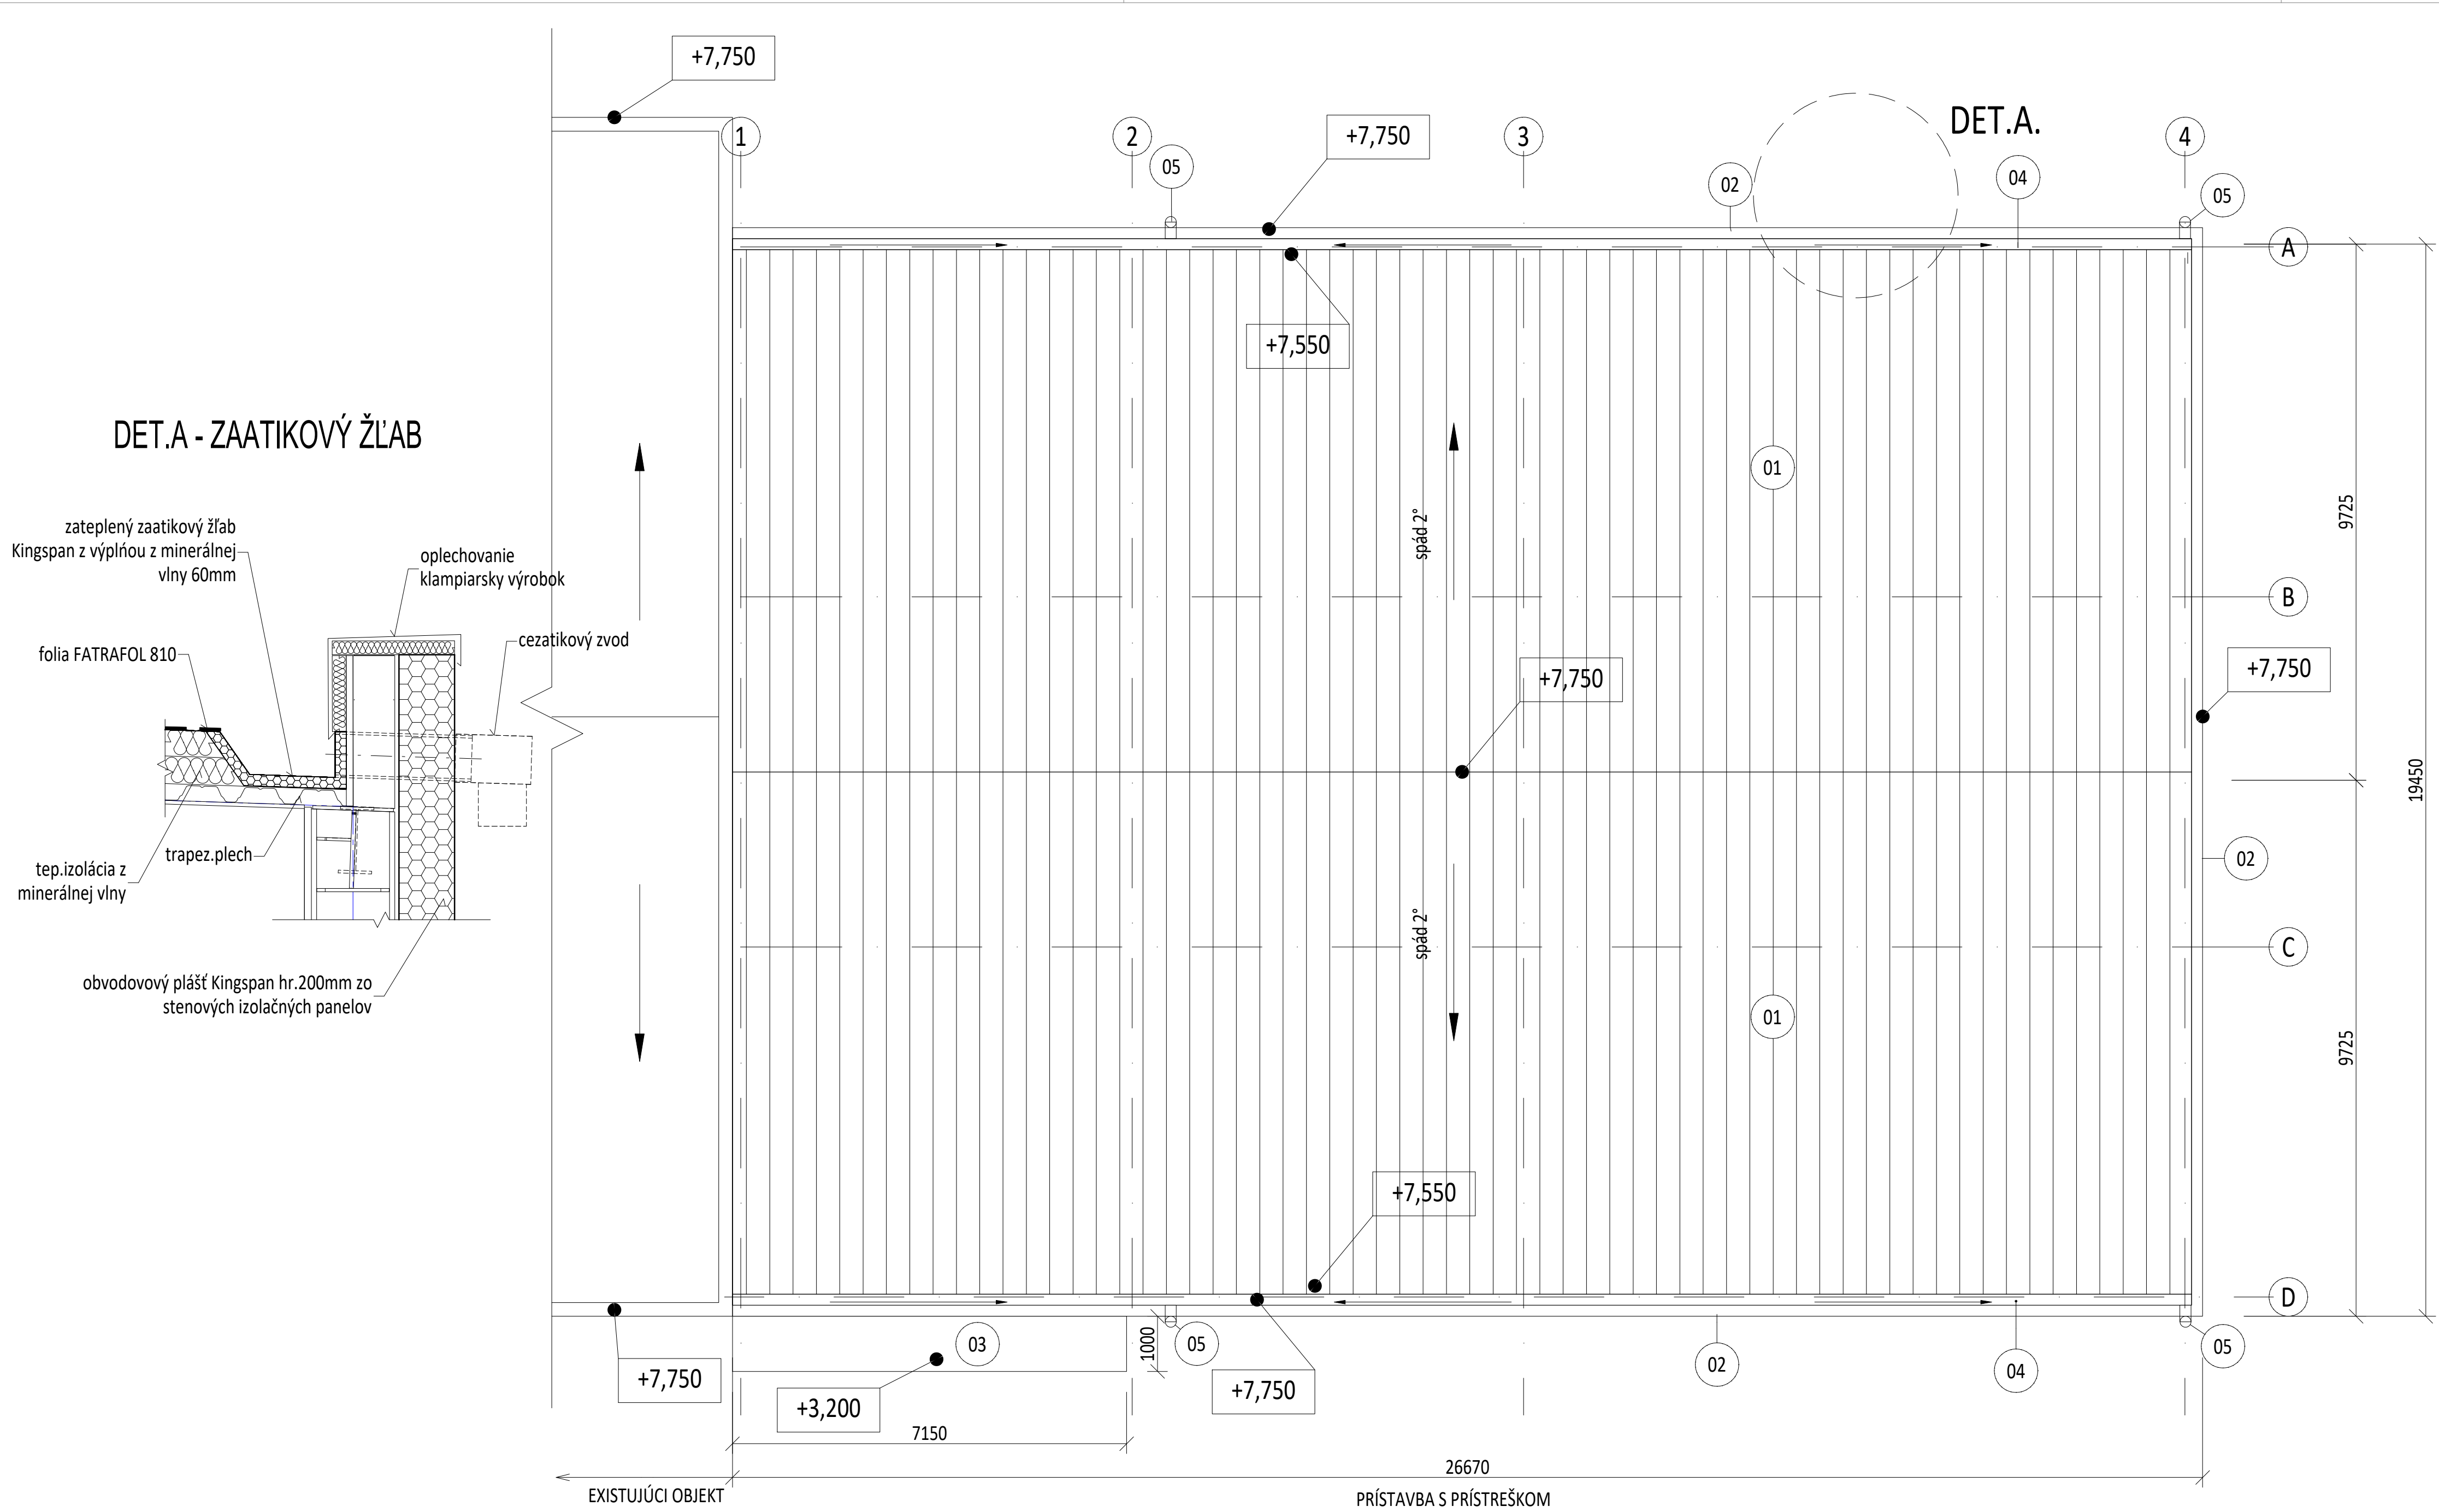 +7,750
1
2
3
4
+7,750
DET.A.
05
02
04
05
A
+7,550
DET.A - ZAATIKOVÝ ŽĽAB
01
spád 2°
9725
zateplený zaatikový žľab
Kingspan z výplńou z minerálnej
vlny 60mm
oplechovanie
klampiarsky výrobok
B
cezatikový zvod
folia FATRAFOL 810
+7,750
+7,750
19450
trapez.plech
tep.izolácia z
minerálnej vlny
02
spád 2°
C
obvodovový plášť Kingspan hr.200mm zo
stenových izolačných panelov
01
9725
+7,550
D
03
1000
05
02
04
05
+7,750
+3,200
+7,750
7150
26670
EXISTUJÚCI OBJEKT
PRÍSTAVBA S PRÍSTREŠKOM